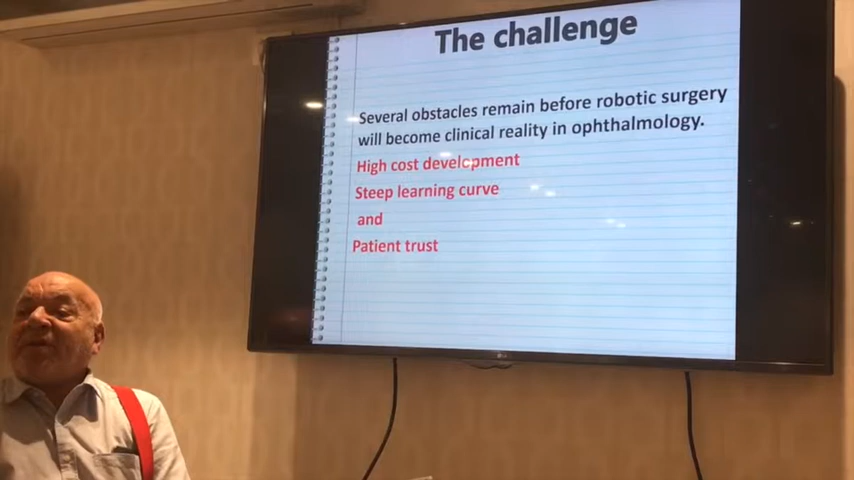 The challenge
Several obstacles remain before robotic surgery
will become clinical reality in ophthalmology.
High cost development
Steep learning curve
and
Patient trust
LG